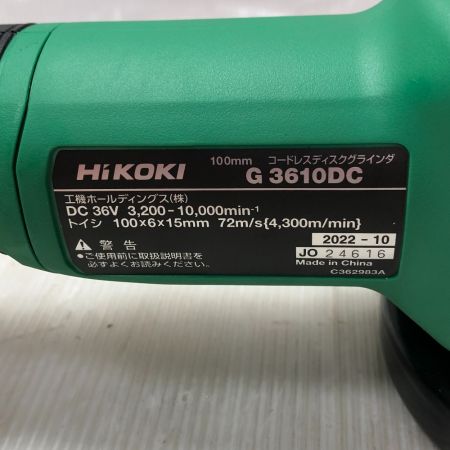 HiKOKI
100mm コードレスディスクグラインダ
G 3610DC
工機ホールディングス(株)
DC 36V 3,200-10,000min⁻¹
トイシ 100×6×15mm 72m/s{4,300m/min}
⚠ 警告
●ご使用前に取扱説明書を
必ずよくお読みください。
2022-10
JO 24616
Made in China
C362983A